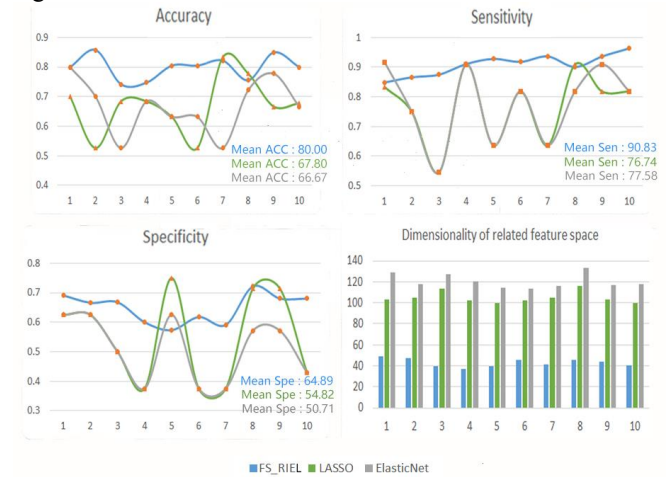 Accuracy
0.9
0.8
0.7
0.6
0.5
0.4
1 2 3 4 5 6 7 8 9 10
Mean ACC : 80.00
Mean ACC : 67.80
Mean ACC : 66.67
Sensitivity
1
0.9
0.8
0.7
0.6
0.5
1 2 3 4 5 6 7 8 9 10
Mean Sen : 90.83
Mean Sen : 76.74
Mean Sen : 77.58
Specificity
0.8
0.7
0.6
0.5
0.4
0.3
1 2 3 4 5 6 7 8 9 10
Mean Spe : 64.89
Mean Spe : 54.82
Mean Spe : 50.71
Dimensionality of related feature space
140
120
100
80
60
40
20
0
1 2 3 4 5 6 7 8 9 10
FS_RIEL LASSO ElasticNet